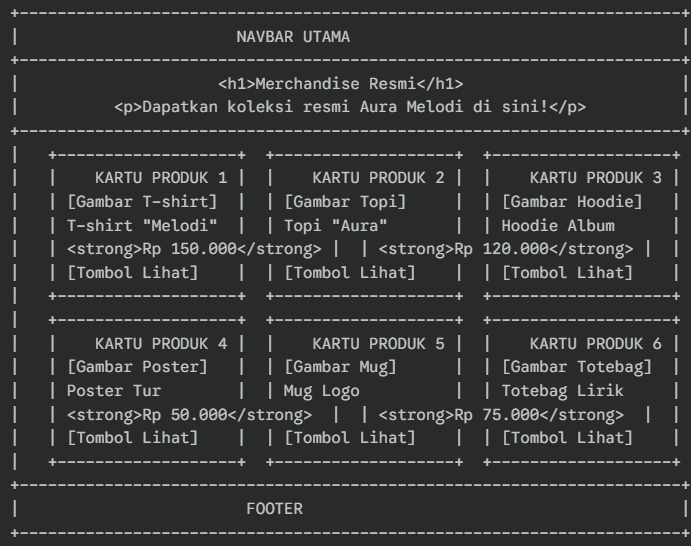 +----------------------------------------------------------------------+
|                       NAVBAR UTAMA                                   |
+----------------------------------------------------------------------+
|                     <h1>Merchandise Resmi</h1>                       |
|          <p>Dapatkan koleksi resmi Aura Melodi di sini!</p>          |
+----------------------------------------------------------------------+
|   +-------------------+  +-------------------+  +-------------------+
|   |    KARTU PRODUK 1 |  |    KARTU PRODUK 2 |  |    KARTU PRODUK 3 |
|   | [Gambar T-shirt]  |  | [Gambar Topi]     |  | [Gambar Hoodie]   |
|   | T-shirt "Melodi"  |  | Topi "Aura"       |  | Hoodie Album      |
|   | <strong>Rp 150.000</strong> |  | <strong>Rp 120.000</strong> |  |
|   | [Tombol Lihat]    |  | [Tombol Lihat]    |  | [Tombol Lihat]    |
|   +-------------------+  +-------------------+  +-------------------+
|   +-------------------+  +-------------------+  +-------------------+
|   |    KARTU PRODUK 4 |  |    KARTU PRODUK 5 |  |    KARTU PRODUK 6 |
|   | [Gambar Poster]   |  | [Gambar Mug]      |  | [Gambar Totebag]  |
|   | Poster Tur        |  | Mug Logo          |  | Totebag Lirik     |
|   | <strong>Rp 50.000</strong>  |  | <strong>Rp 75.000</strong>  |  |
|   | [Tombol Lihat]    |  | [Tombol Lihat]    |  | [Tombol Lihat]    |
|   +-------------------+  +-------------------+  +-------------------+
+----------------------------------------------------------------------+
|                        FOOTER                                        |
+----------------------------------------------------------------------+